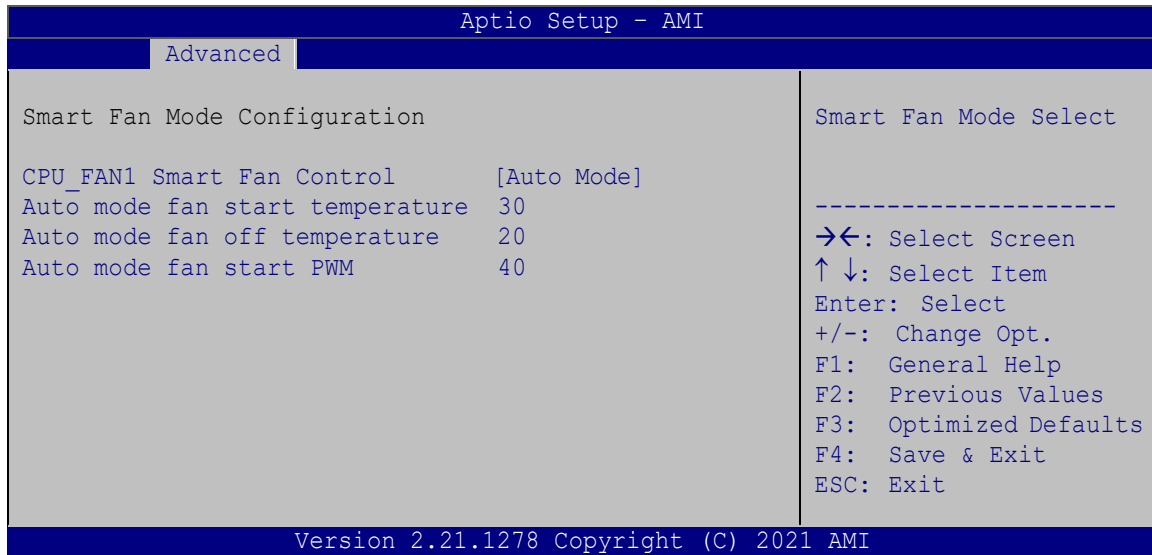 Aptio Setup – AMI
Advanced
Smart Fan Mode Configuration
CPU_FAN1 Smart Fan Control [Auto Mode]
Auto mode fan start temperature 30
Auto mode fan off temperature 20
Auto mode fan start PWM 40
Smart Fan Mode Select
---------------------
→←: Select Screen
↑ ↓: Select Item
Enter: Select
+/-: Change Opt.
F1: General Help
F2: Previous Values
F3: Optimized Defaults
F4: Save & Exit
ESC: Exit
Version 2.21.1278 Copyright (C) 2021 AMI